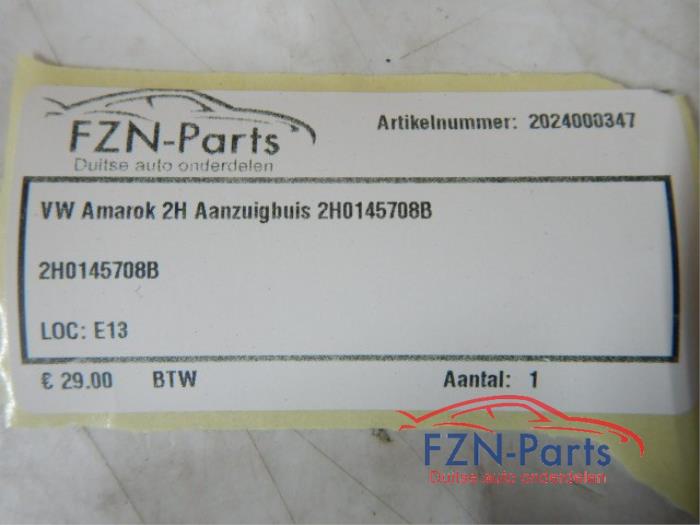 FZN-Parts
Duitse auto onderdelen
Artikelnummer: 2024000347
VW Amarok 2H Aanzuigbuis 2H0145708B
2H0145708B
LOC: E13
€ 29.00 BTW Aantal: 1
FZN-Parts
Duitse auto onderdelen